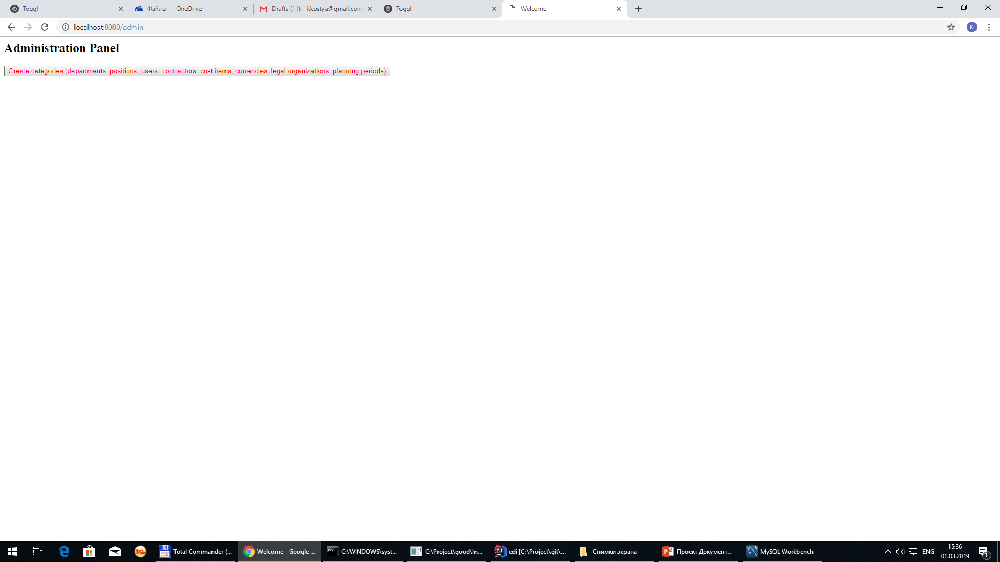 Toggl
Файлы — OneDrive
Drafts (11) - itkostya@gmail.com
Toggl
Welcome
localhost:8080/admin
K
Administration Panel
Create categories (departments, positions, users, contractors, cost items, currencies, legal organizations, planning periods)
Total Commander (...
Welcome - Google ...
C:\WINDOWS\syst...
C:\Project\good\In...
edi [C:\Project\git\...
Снимки экрана
Проект Документ...
MySQL Workbench
ENG
15:36
01.03.2019
1